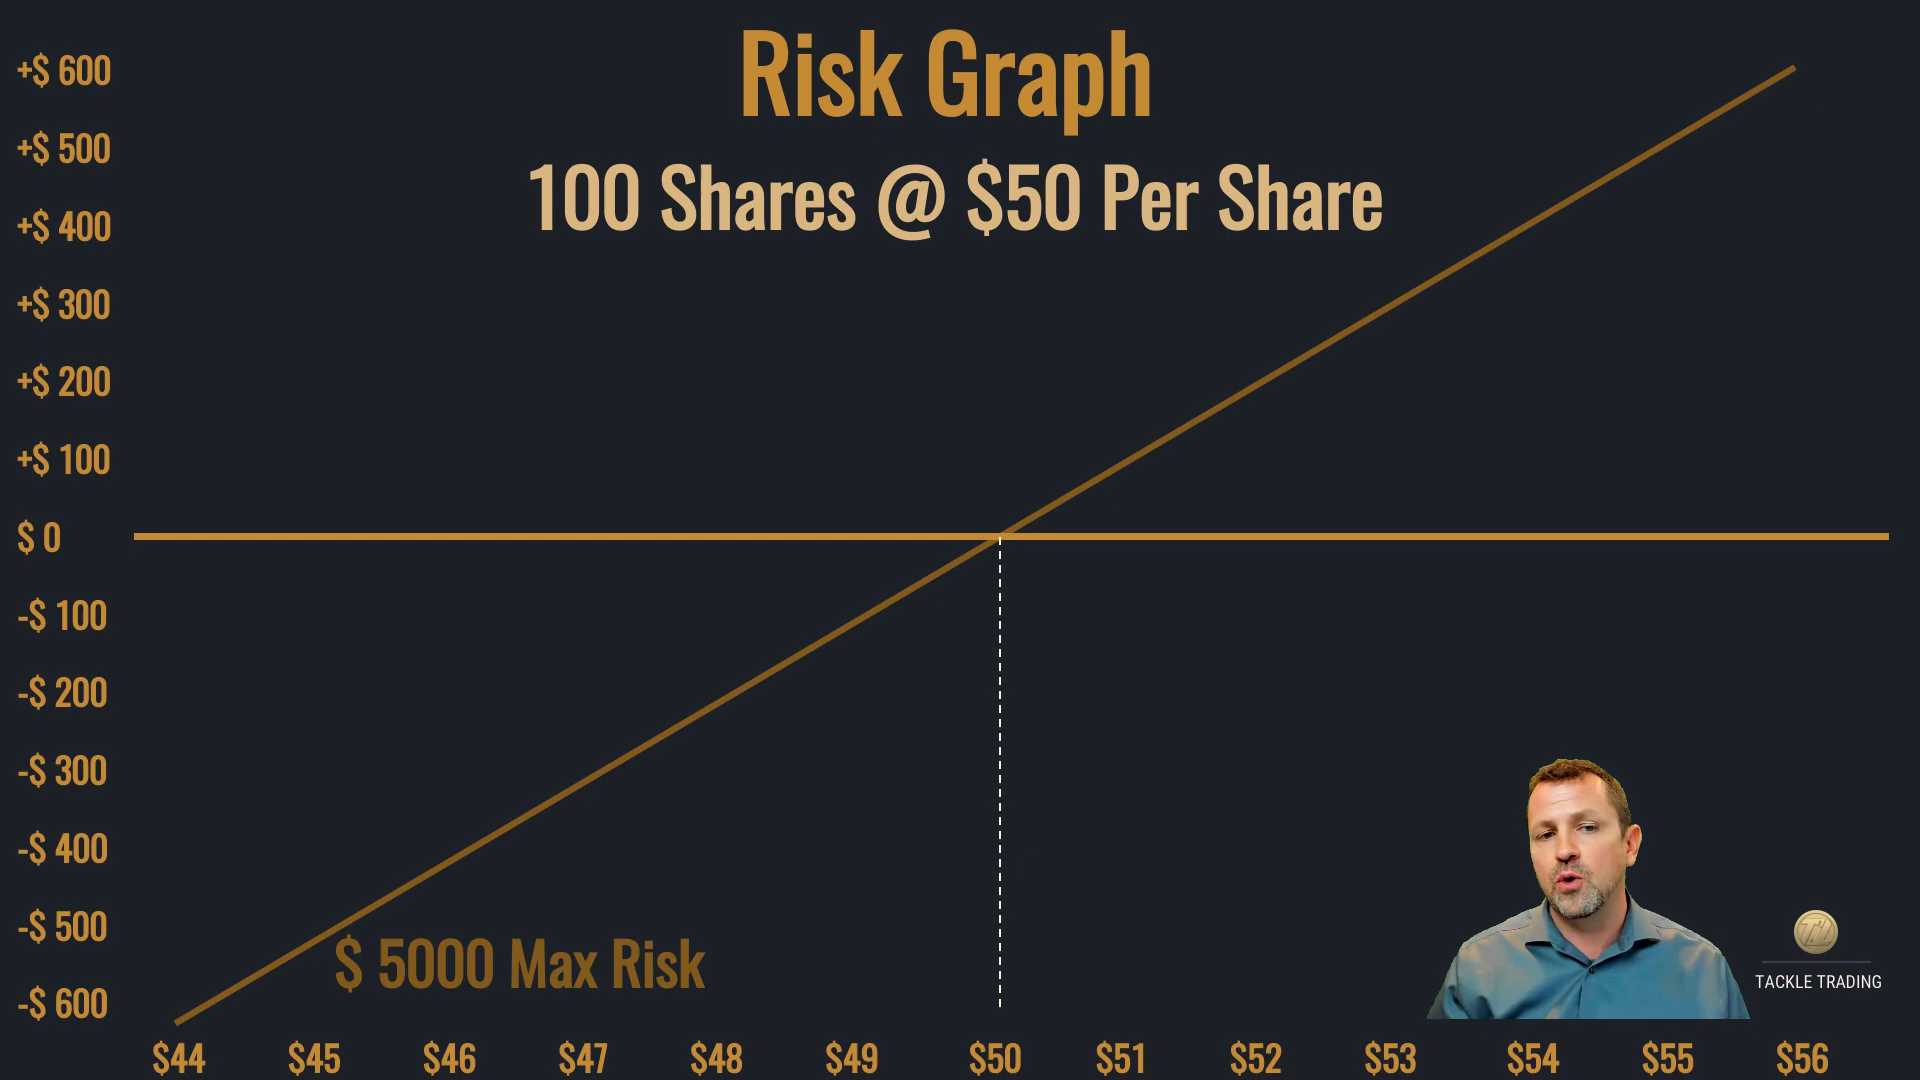 Risk Graph
100 Shares @ $50 Per Share
+$ 600
+$ 500
+$ 400
+$ 300
+$ 200
+$ 100
$ 0
-$ 100
-$ 200
-$ 300
-$ 400
-$ 500
-$ 600
$ 5000 Max Risk
TL
TACKLE TRADING
$44 $45 $46 $47 $48 $49 $50 $51 $52 $53 $54 $55 $56